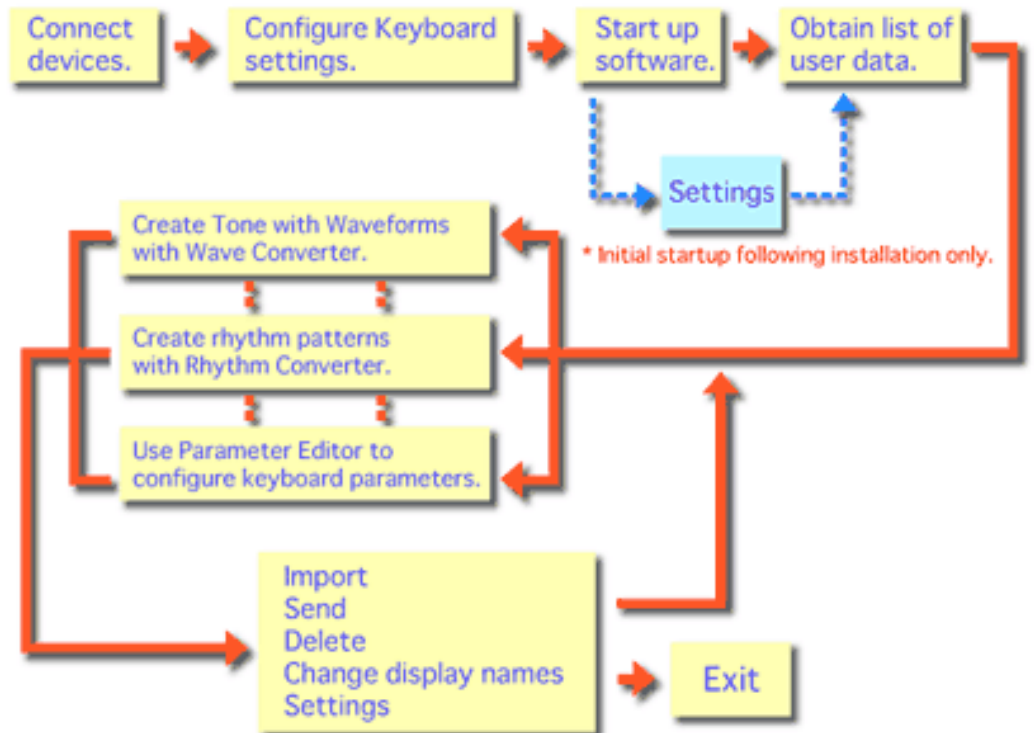 Connect
devices.
Configure Keyboard
settings.
Start up
software.
Obtain list of
user data.
Settings
* Initial startup following installation only.
Create Tone with Waveforms
with Wave Converter.
Create rhythm patterns
with Rhythm Converter.
Use Parameter Editor to
configure keyboard parameters.
Import
Send
Delete
Change display names
Settings
Exit